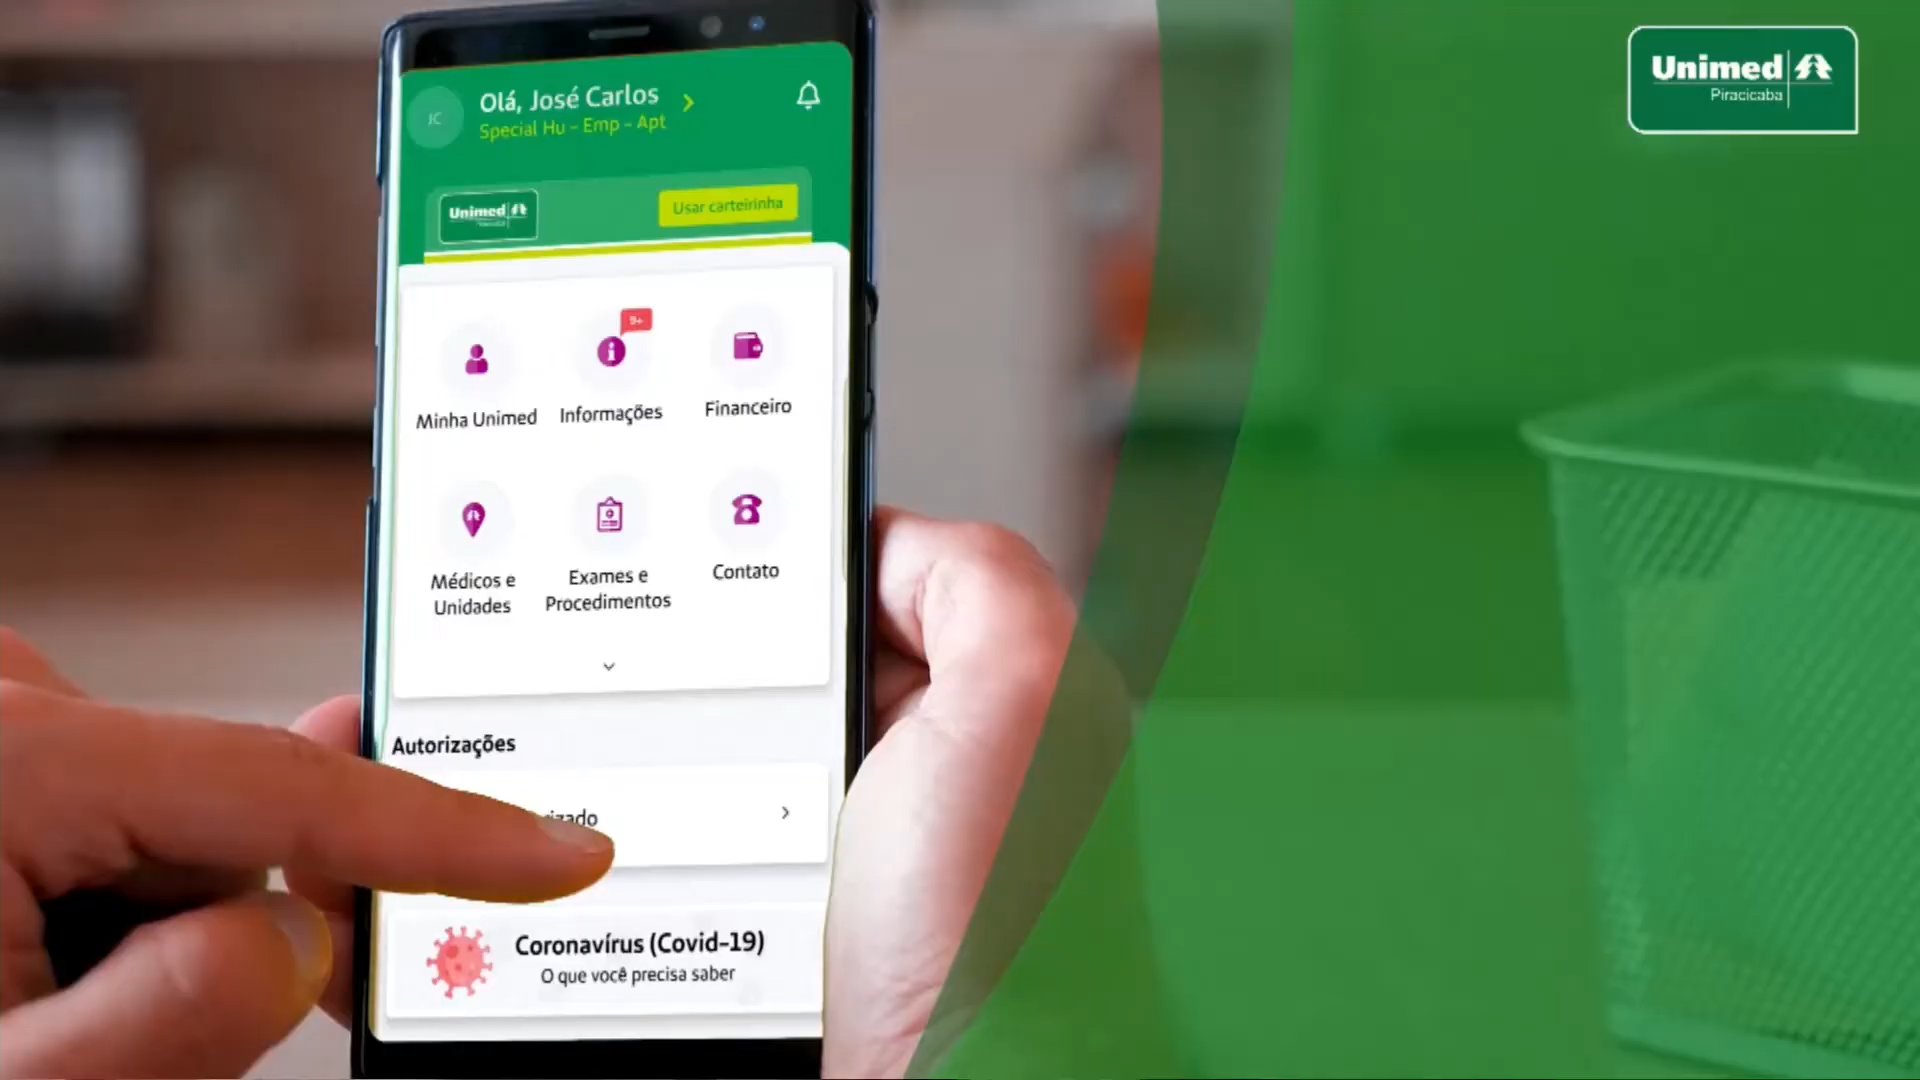 Unimed
Piracicaba
JC
Olá, José Carlos
Special Hu - Emp - Apt
Unimed
Usar carteirinha
9+
Minha Unimed
Informações
Financeiro
Médicos e
Unidades
Exames e
Procedimentos
Contato
Autorizações
Coronavírus (Covid-19)
O que você precisa saber